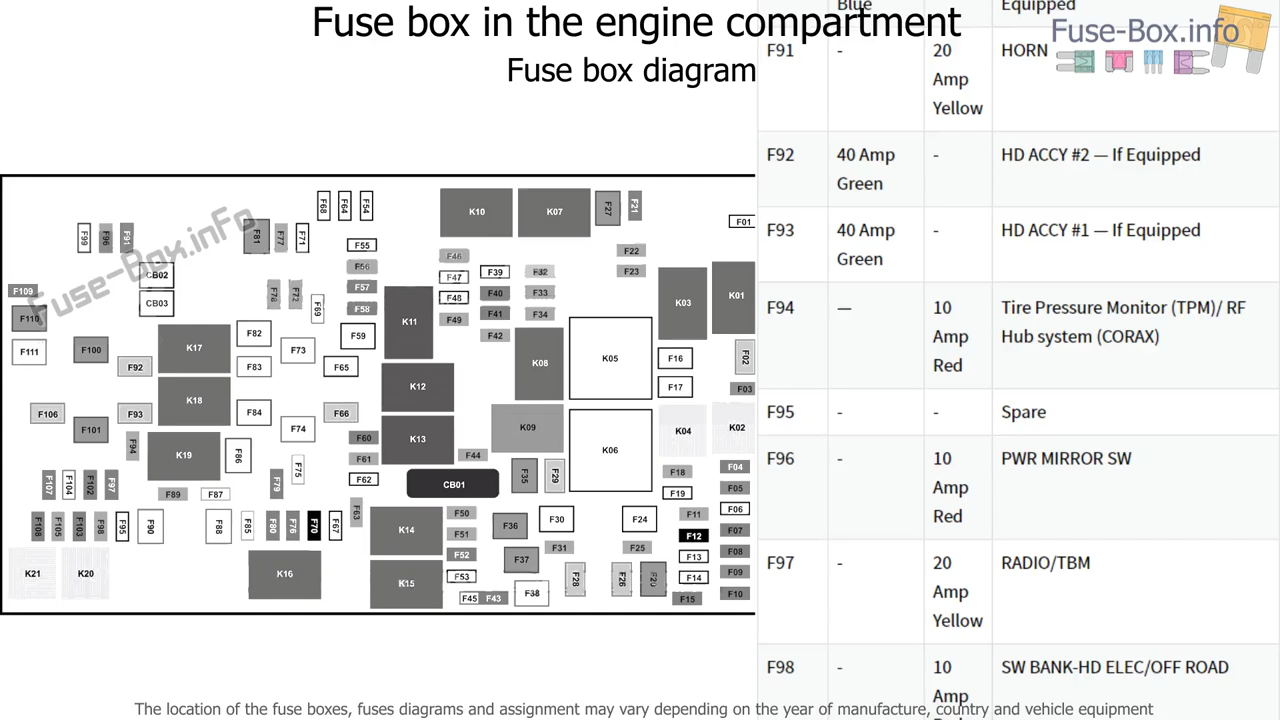 Fuse box in the engine compartment
Fuse box diagram
Fuse-Box.info
Fuse-Box.info
F68
F64
F54
F99
F96
F91
F81
F77
F71
F55
F56
F57
F58
F59
CB02
CB03
F78
F72
F69
F109
F110
F111
F100
F92
K17
F82
F73
F83
F65
K18
F106
F93
F84
F66
F101
F74
F94
K19
F86
F75
F60
F61
F62
F107
F104
F102
F97
F89
F87
F79
F63
F108
F105
F103
F98
F95
F90
F88
F85
F80
F76
F70
F67
K21
K20
K16
K10
K07
F27
F21
F01
F46
F47
F48
F49
F39
F40
F41
F42
F32
F33
F34
F22
F23
K03
K01
K11
K08
K05
F16
F02
F17
F03
K12
K09
K04
K02
K13
K06
F44
CB01
F35
F29
F18
F19
F04
F05
F06
F07
F08
F09
F10
K14
F50
F51
F52
F53
F36
F30
F24
F11
F12
F13
F14
F15
F37
F31
F25
K15
F45
F43
F38
F28
F26
F20
Blue
Equipped
F91
-
20
Amp
Yellow
HORN
F92
40 Amp
Green
-
HD ACCY #2 — If Equipped
F93
40 Amp
Green
-
HD ACCY #1 — If Equipped
F94
—
10
Amp
Red
Tire Pressure Monitor (TPM)/ RF
Hub system (CORAX)
F95
-
-
Spare
F96
-
10
Amp
Red
PWR MIRROR SW
F97
-
20
Amp
Yellow
RADIO/TBM
F98
-
10
Amp
SW BANK-HD ELEC/OFF ROAD
The location of the fuse boxes, fuses diagrams and assignment may vary depending on the year of manufacture, country and vehicle equipment